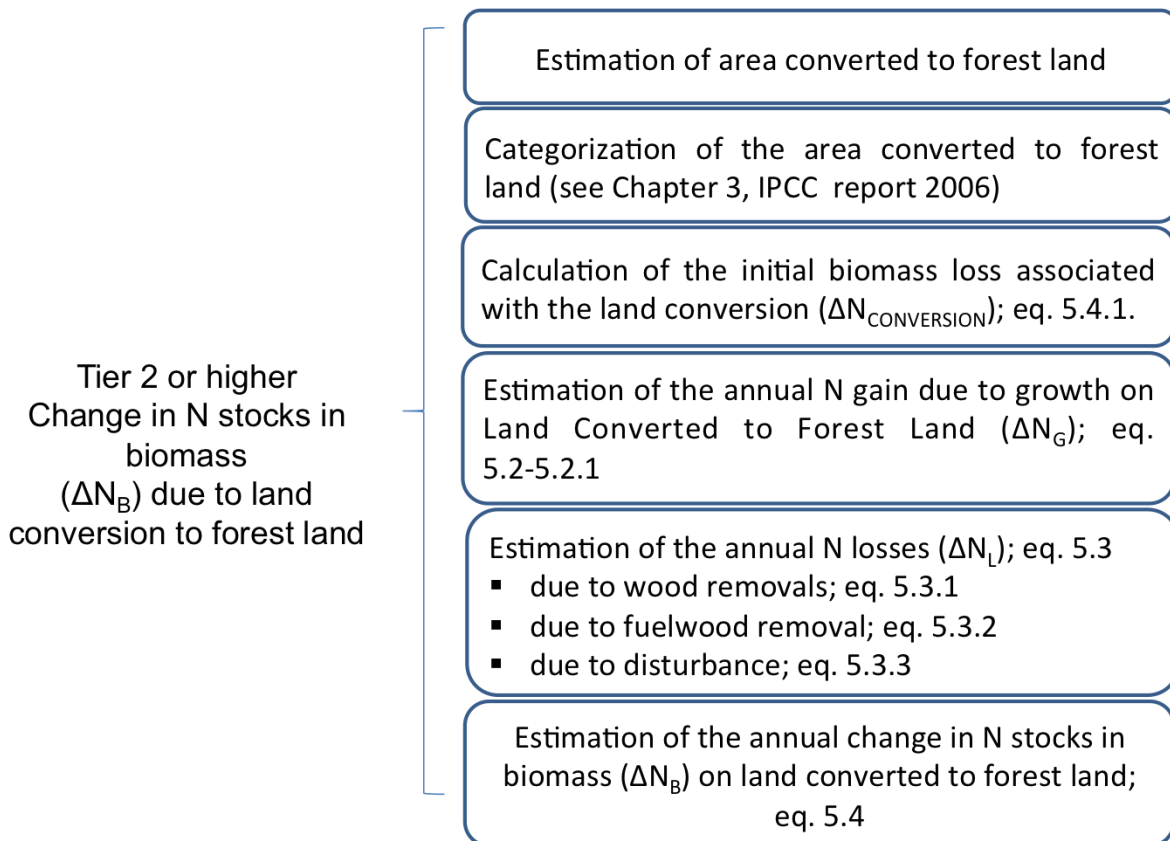 Tier 2 or higher
Change in N stocks in
biomass
(ΔN_B) due to land
conversion to forest land
Estimation of area converted to forest land
Categorization of the area converted to forest
land (see Chapter 3, IPCC report 2006)
Calculation of the initial biomass loss associated
with the land conversion (ΔN_CONVERSION); eq. 5.4.1.
Estimation of the annual N gain due to growth on
Land Converted to Forest Land (ΔN_G); eq.
5.2-5.2.1
Estimation of the annual N losses (ΔN_L); eq. 5.3
▪ due to wood removals; eq. 5.3.1
▪ due to fuelwood removal; eq. 5.3.2
▪ due to disturbance; eq. 5.3.3
Estimation of the annual change in N stocks in
biomass (ΔN_B) on land converted to forest land;
eq. 5.4